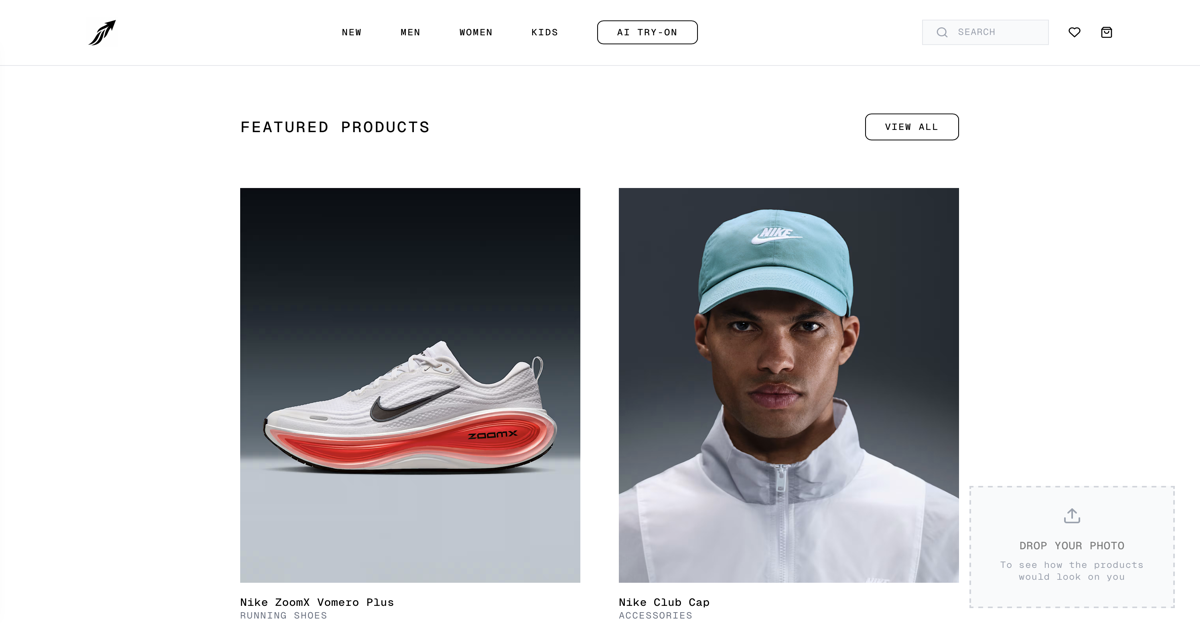 NEW MEN WOMEN KIDS AI TRY-ON SEARCH
FEATURED PRODUCTS VIEW ALL
NIKE
ZOOMX
DROP YOUR PHOTO
To see how the products
would look on you
Nike ZoomX Vomero Plus
RUNNING SHOES
Nike Club Cap
ACCESSORIES